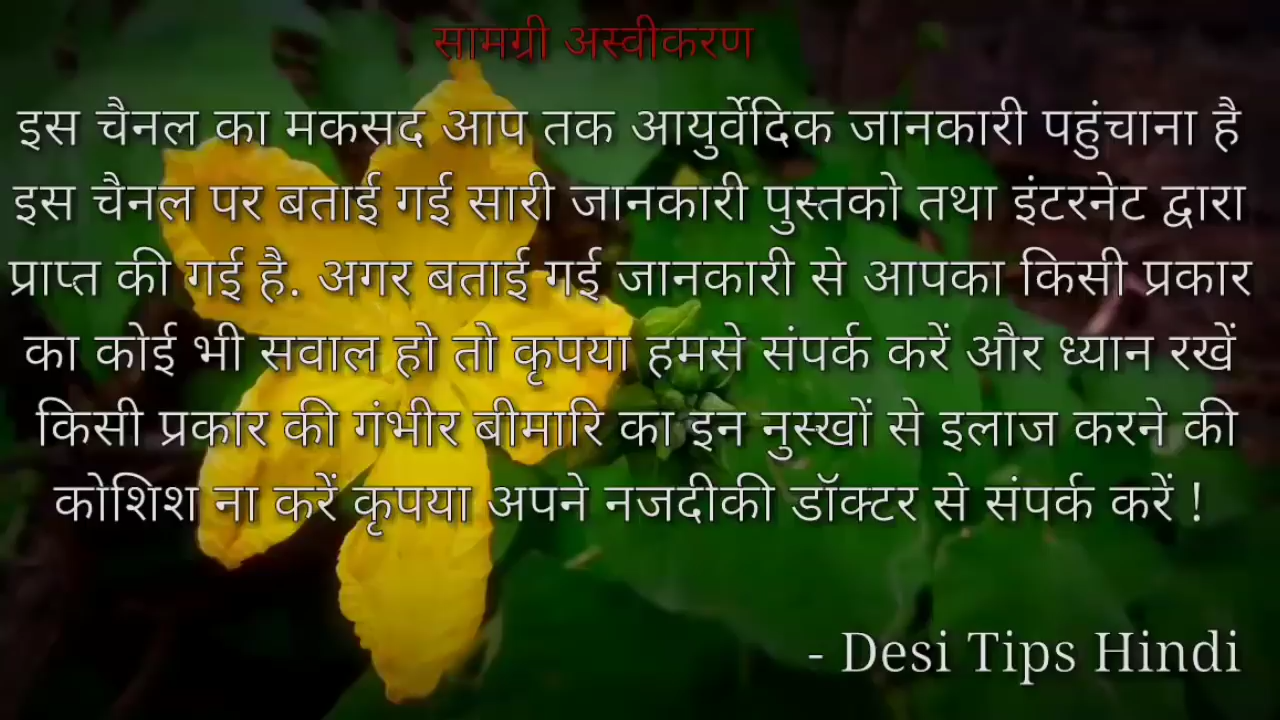 सामग्री अस्वीकरण
इस चैनल का मकसद आप तक आयुर्वेदिक जानकारी पहुंचाना है
इस चैनल पर बताई गई सारी जानकारी पुस्तको तथा इंटरनेट द्वारा
प्राप्त की गई है. अगर बताई गई जानकारी से आपका किसी प्रकार
का कोई भी सवाल हो तो कृपया हमसे संपर्क करें और ध्यान रखें
किसी प्रकार की गंभीर बीमारि का इन नुस्खों से इलाज करने की
कोशिश ना करें कृपया अपने नजदीकी डॉक्टर से संपर्क करें !
- Desi Tips Hindi